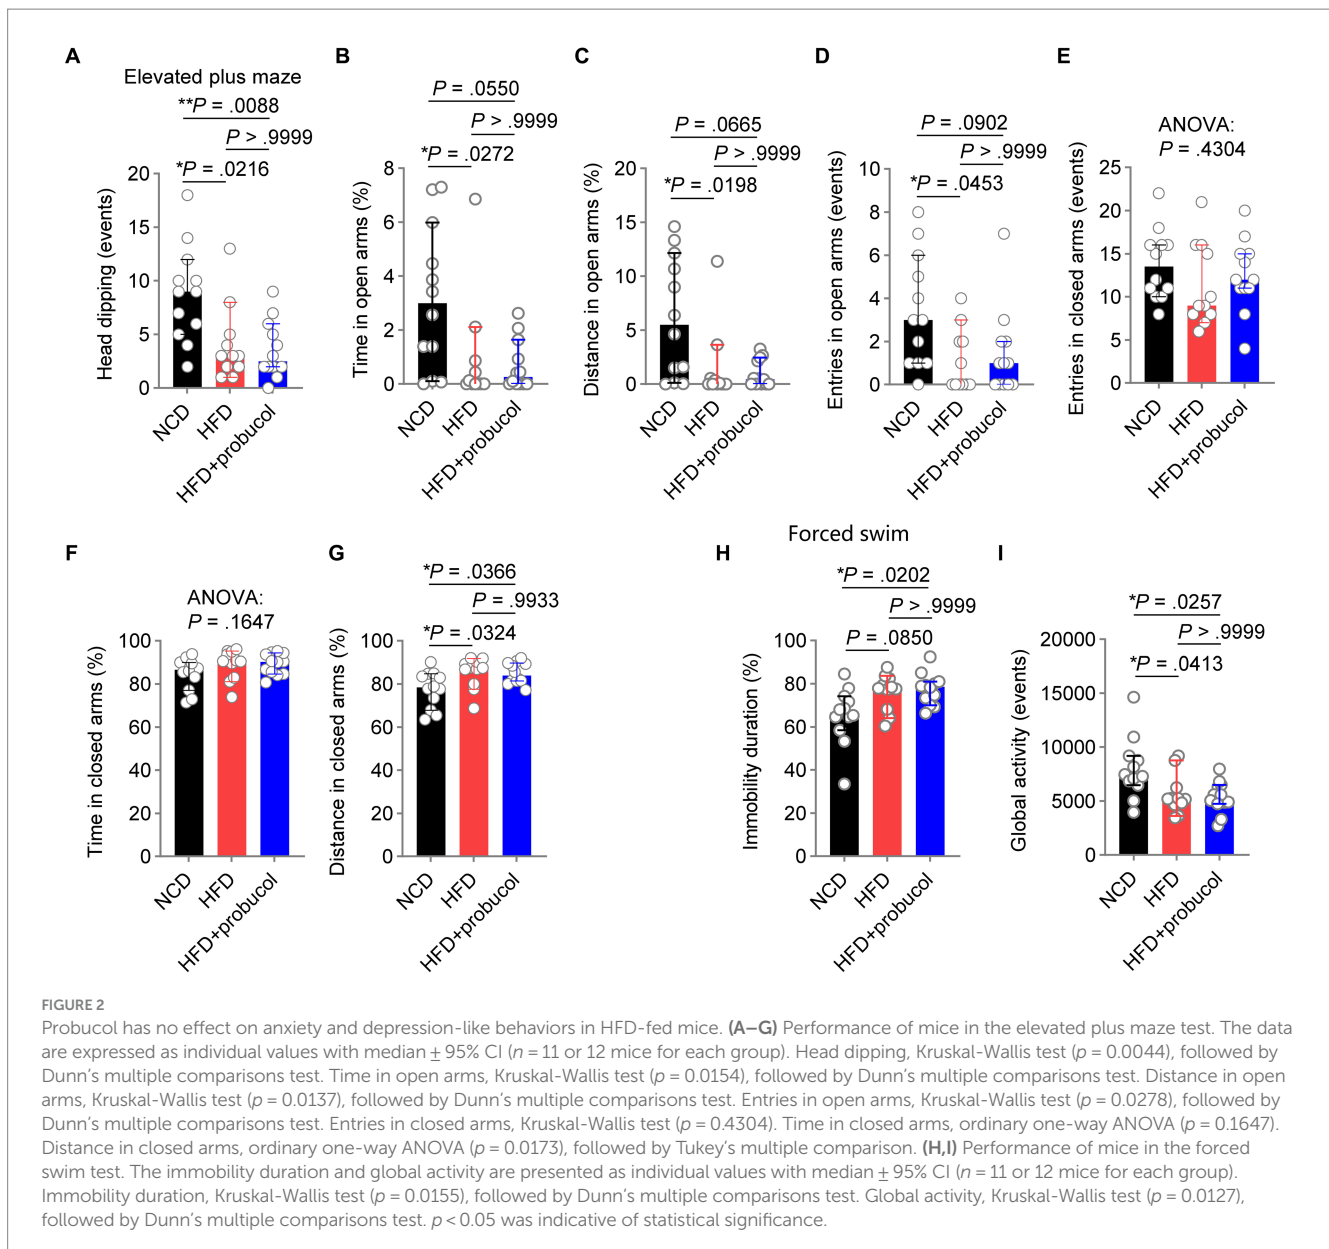 A
Elevated plus maze
**P = .0088
P > .9999
*P = .0216
Head dipping (events)
20
15
10
5
0
NCD
HFD
HFD+probucol
B
P = .0550
P > .9999
*P = .0272
Time in open arms (%)
8
6
4
2
0
NCD
HFD
HFD+probucol
C
P = .0665
P > .9999
*P = .0198
Distance in open arms (%)
20
15
10
5
0
NCD
HFD
HFD+probucol
D
P = .0902
P > .9999
*P = .0453
Entries in open arms (events)
10
8
6
4
2
0
NCD
HFD
HFD+probucol
E
ANOVA:
P = .4304
Entries in closed arms (events)
25
20
15
10
5
0
NCD
HFD
HFD+probucol
F
ANOVA:
P = .1647
Time in closed arms (%)
100
80
60
40
20
0
NCD
HFD
HFD+probucol
G
*P = .0366
P = .9933
*P = .0324
Distance in closed arms (%)
100
80
60
40
20
0
NCD
HFD
HFD+probucol
Forced swim
H
*P = .0202
P > .9999
P = .0850
Immobility duration (%)
100
80
60
40
20
0
NCD
HFD
HFD+probucol
I
*P = .0257
P > .9999
*P = .0413
Global activity (events)
20000
15000
10000
5000
0
NCD
HFD
HFD+probucol
FIGURE 2
Probucol has no effect on anxiety and depression-like behaviors in HFD-fed mice. (A–G) Performance of mice in the elevated plus maze test. The data
are expressed as individual values with median ± 95% CI (n = 11 or 12 mice for each group). Head dipping, Kruskal-Wallis test (p = 0.0044), followed by
Dunn’s multiple comparisons test. Time in open arms, Kruskal-Wallis test (p = 0.0154), followed by Dunn’s multiple comparisons test. Distance in open
arms, Kruskal-Wallis test (p = 0.0137), followed by Dunn’s multiple comparisons test. Entries in open arms, Kruskal-Wallis test (p = 0.0278), followed by
Dunn’s multiple comparisons test. Entries in closed arms, Kruskal-Wallis test (p = 0.4304). Time in closed arms, ordinary one-way ANOVA (p = 0.1647).
Distance in closed arms, ordinary one-way ANOVA (p = 0.0173), followed by Tukey’s multiple comparison. (H,I) Performance of mice in the forced
swim test. The immobility duration and global activity are presented as individual values with median ± 95% CI (n = 11 or 12 mice for each group).
Immobility duration, Kruskal-Wallis test (p = 0.0155), followed by Dunn’s multiple comparisons test. Global activity, Kruskal-Wallis test (p = 0.0127),
followed by Dunn’s multiple comparisons test. p < 0.05 was indicative of statistical significance.